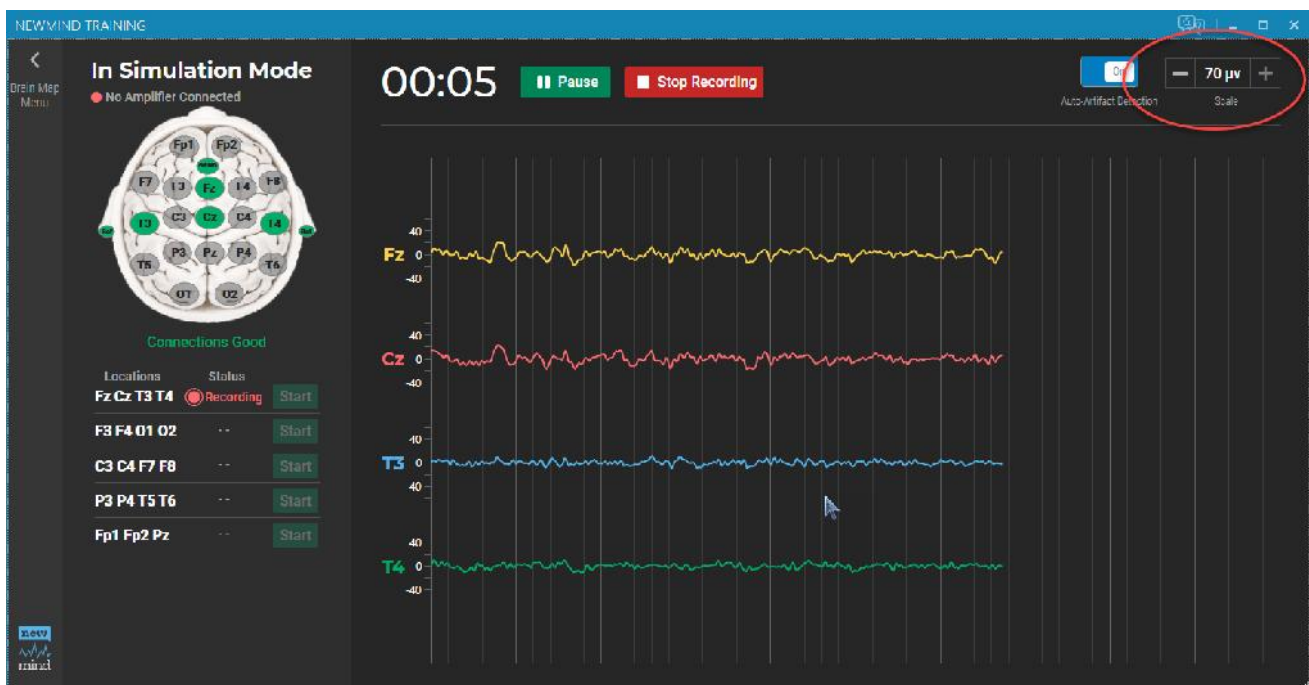 NEWMIND TRAINING
Brain Map
Menu
In Simulation Mode
No Amplifier Connected
Fp1 Fp2
F7 T3 Fz T4 F8
T3 C3 Cz C4 T4
T5 P3 Pz P4 T6
O1 O2
Connections Good
Locations Status
Fz Cz T3 T4 Recording Start
F3 F4 O1 O2 -- Start
C3 C4 F7 F8 -- Start
P3 P4 T5 T6 -- Start
Fp1 Fp2 Pz -- Start
new
mind
00:05 Pause Stop Recording
On
Auto-Artifact Detection
70 µv
Scale
40
Fz 0
-40
40
Cz 0
-40
40
T3 0
40
40
T4 0
-40